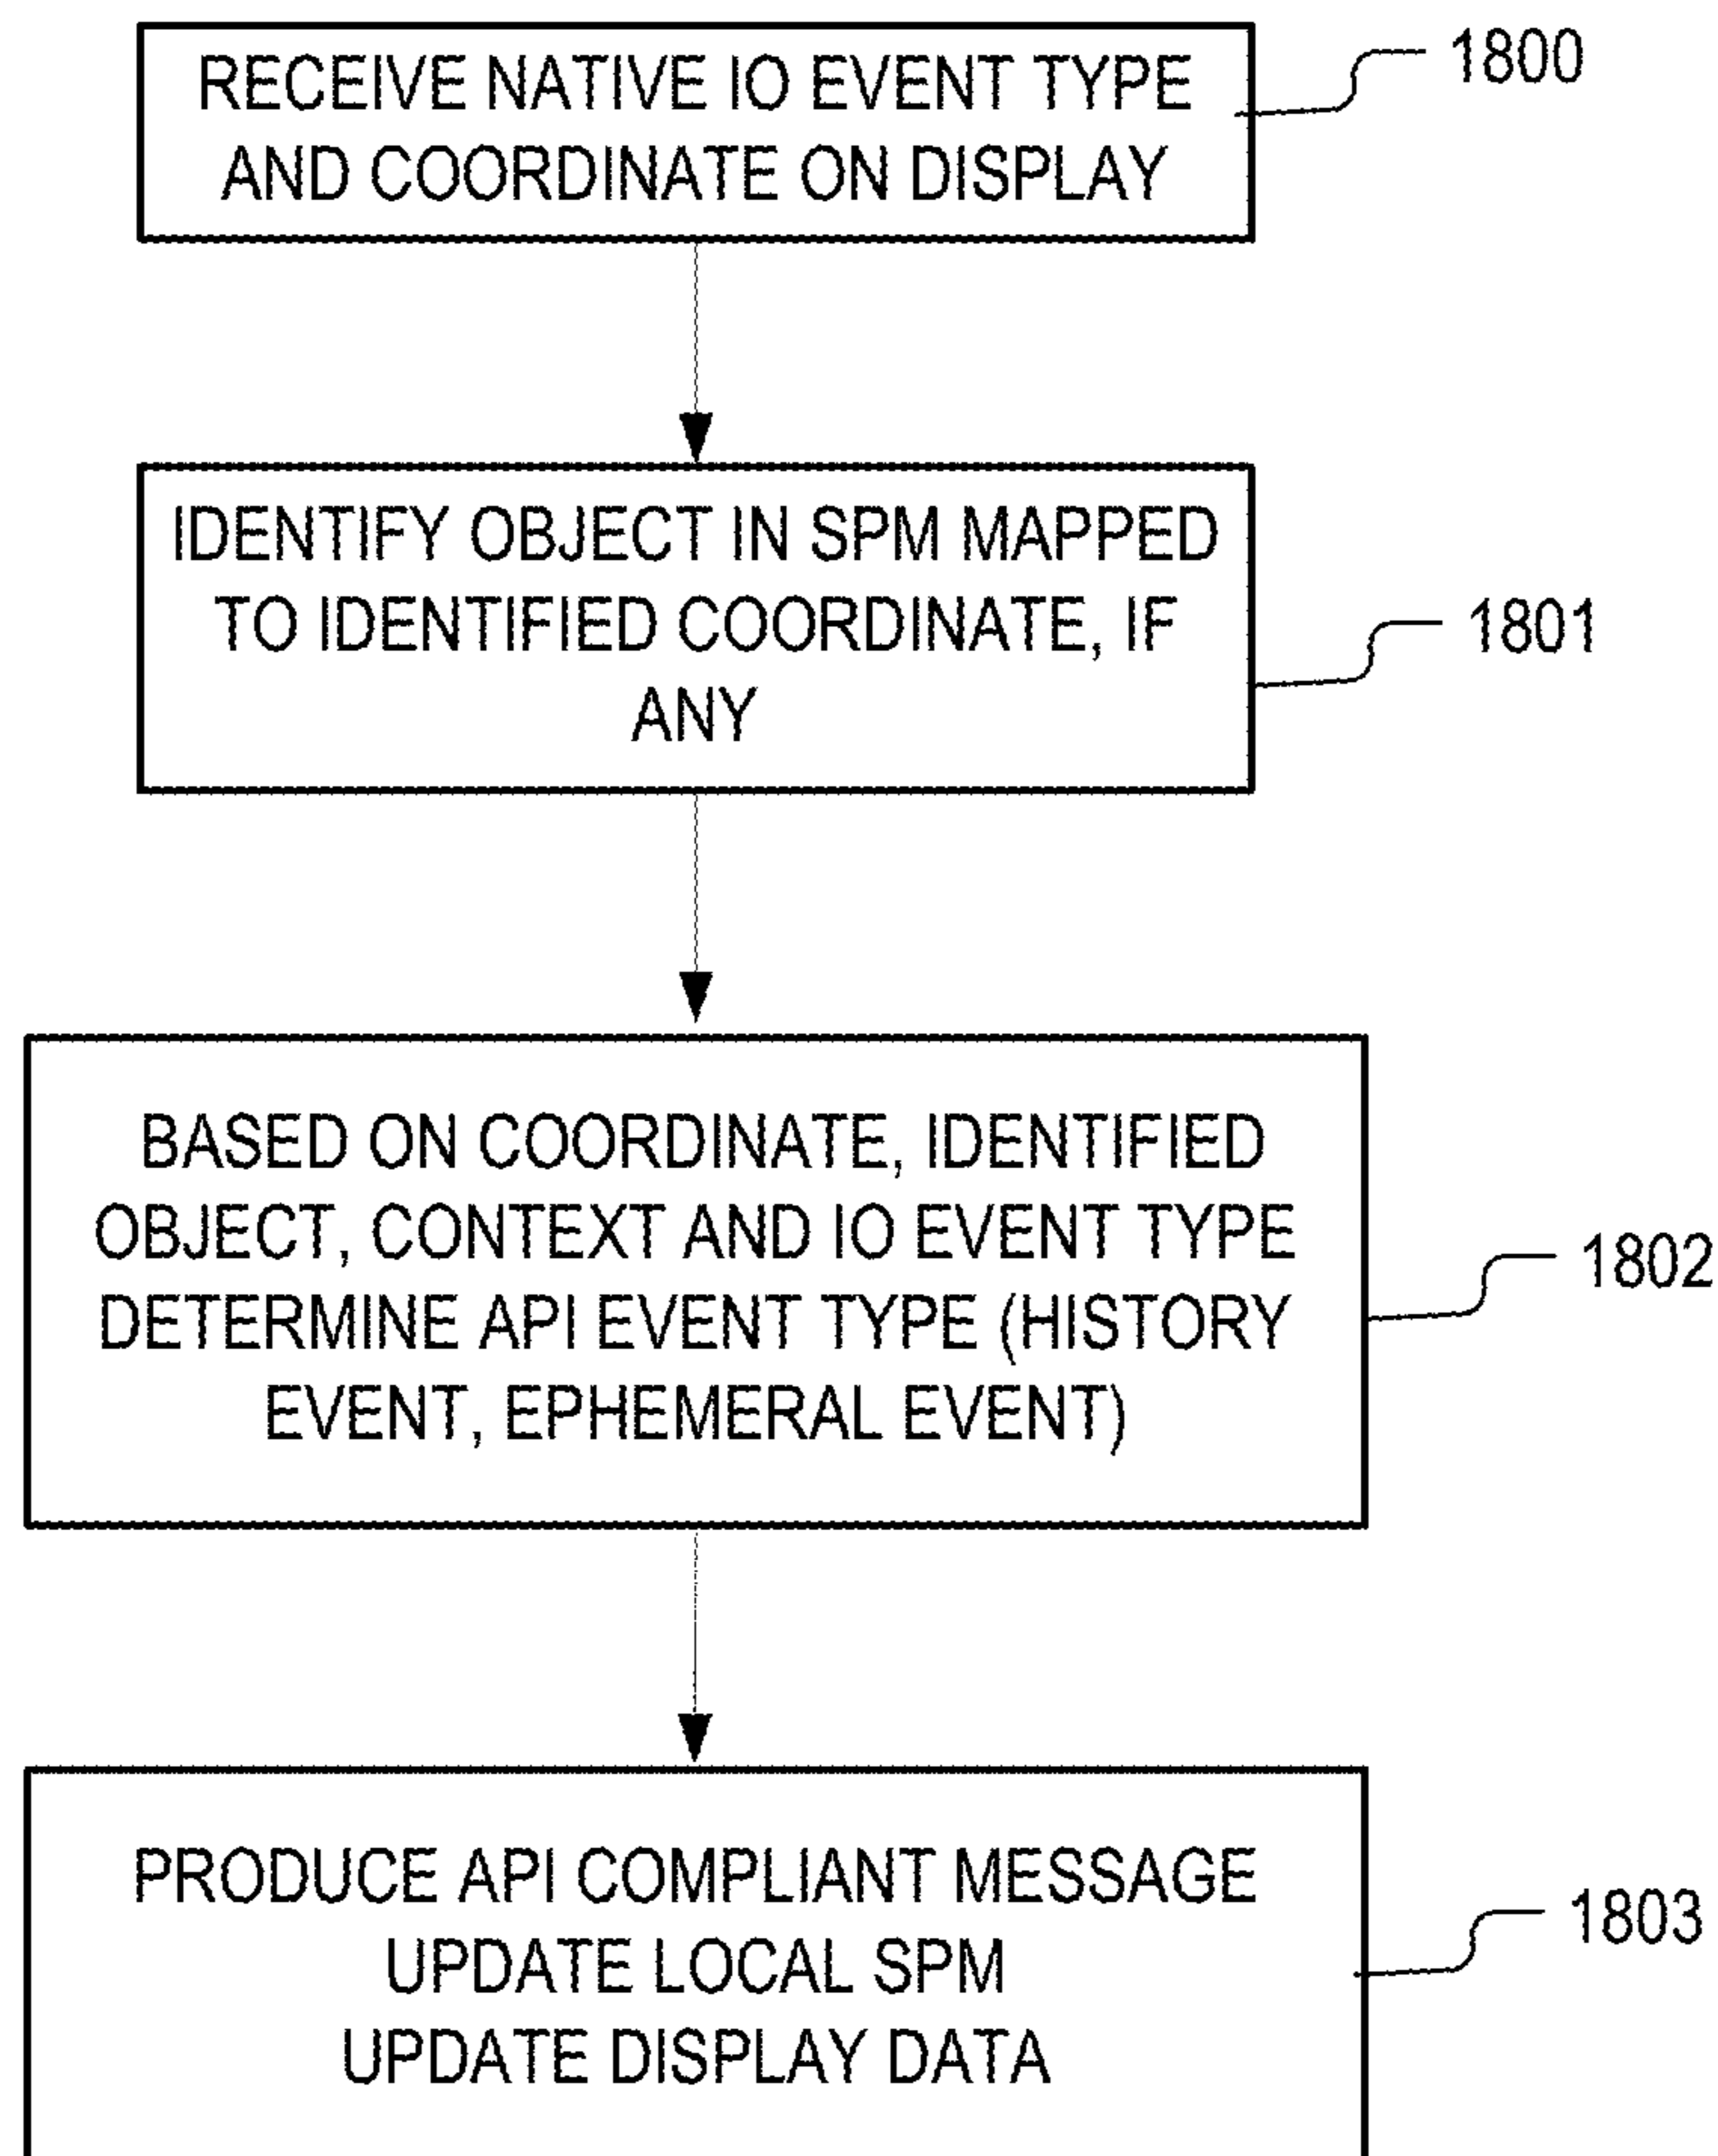 RECEIVE NATIVE IO EVENT TYPE
AND COORDINATE ON DISPLAY
1800
IDENTIFY OBJECT IN SPM MAPPED
TO IDENTIFIED COORDINATE, IF
ANY
1801
BASED ON COORDINATE, IDENTIFIED
OBJECT, CONTEXT AND IO EVENT TYPE
DETERMINE API EVENT TYPE (HISTORY
EVENT, EPHEMERAL EVENT)
1802
PRODUCE API COMPLIANT MESSAGE
UPDATE LOCAL SPM
UPDATE DISPLAY DATA
1803